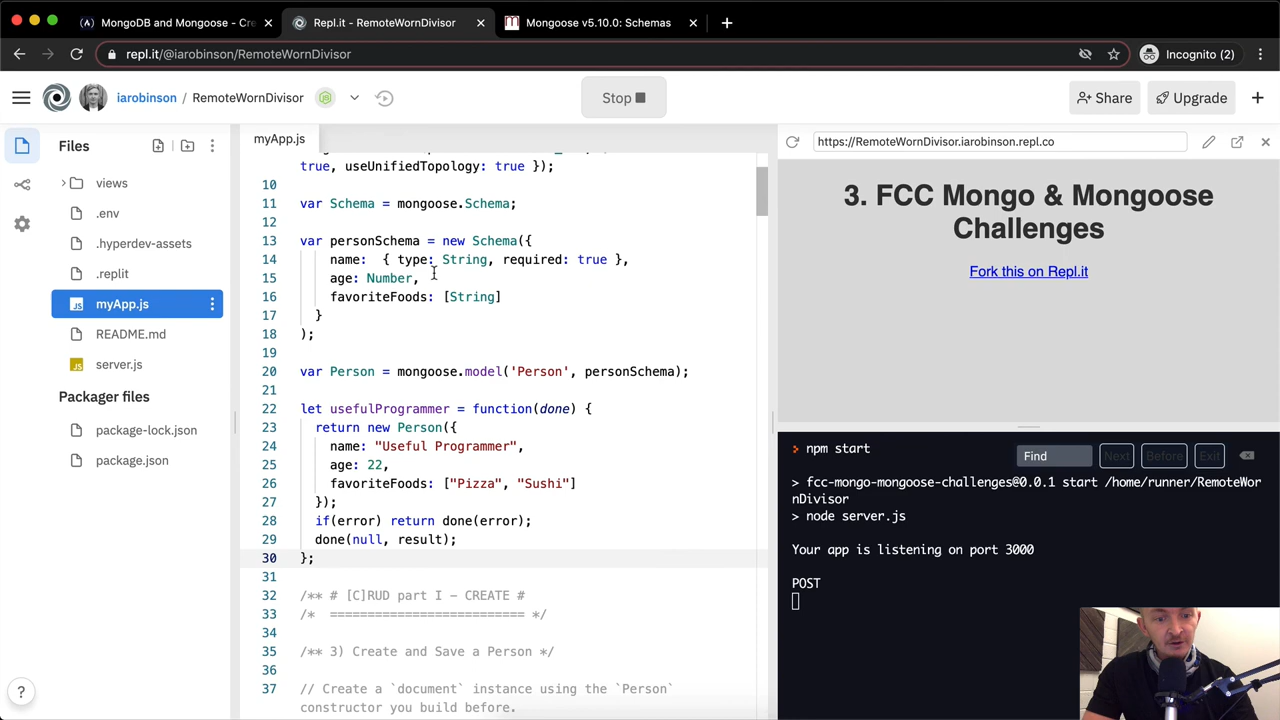 MongoDB and Mongoose - Cre
Repl.it - RemoteWornDivisor
Mongoose v5.10.0: Schemas
repl.it/@iarobinson/RemoteWornDivisor
Incognito (2)
iarobinson / RemoteWornDivisor
Stop
Share
Upgrade
Files
views
.env
.hyperdev-assets
.replit
myApp.js
README.md
server.js
Packager files
package-lock.json
package.json
?
myApp.js
true, useUnifiedTopology: true });
10
11 var Schema = mongoose.Schema;
12
13 var personSchema = new Schema({
14 name: { type: String, required: true },
15 age: Number,
16 favoriteFoods: [String]
17 }
18 );
19
20 var Person = mongoose.model('Person', personSchema);
21
22 let usefulProgrammer = function(done) {
23 return new Person({
24 name: "Useful Programmer",
25 age: 22,
26 favoriteFoods: ["Pizza", "Sushi"]
27 });
28 if(error) return done(error);
29 done(null, result);
30 };
31
32 /** # [C]RUD part I - CREATE #
33 /* ========================== */
34
35 /** 3) Create and Save a Person */
36
37 // Create a `document` instance using the `Person`
constructor you build before.
https://RemoteWornDivisor.iarobinson.repl.co
3. FCC Mongo & Mongoose
Challenges
Fork this on Repl.it
npm start
Find
Next
Before
Exit
> fcc-mongo-mongoose-challenges@0.0.1 start /home/runner/RemoteWor
nDivisor
> node server.js
Your app is listening on port 3000
POST